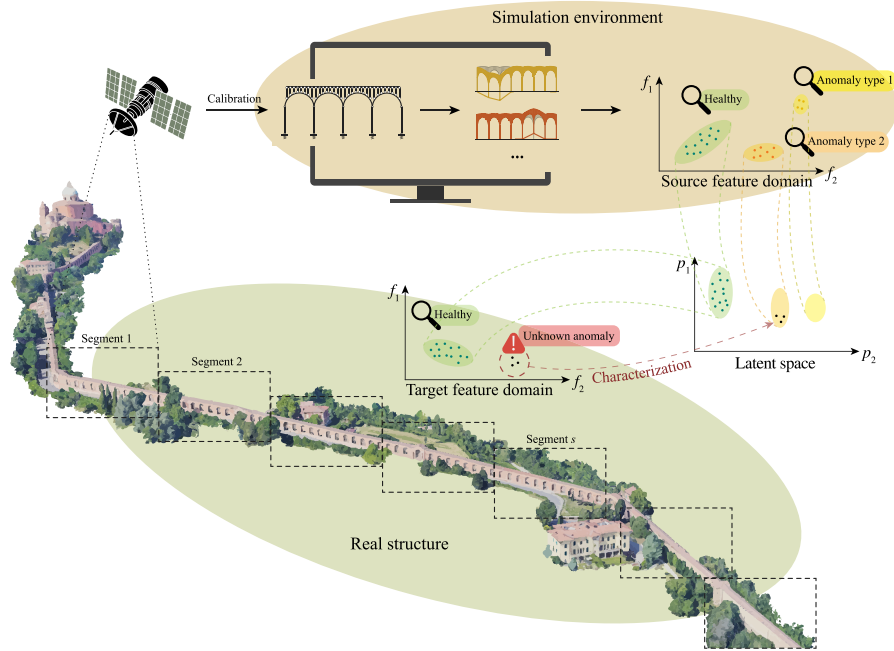 Simulation environment
Calibration
...
f1
Healthy
Anomaly type 1
Anomaly type 2
Source feature domain
f2
p1
Latent space
p2
f1
Healthy
Unknown anomaly
Characterization
Target feature domain
f2
Segment 1
Segment 2
Segment s
Real structure